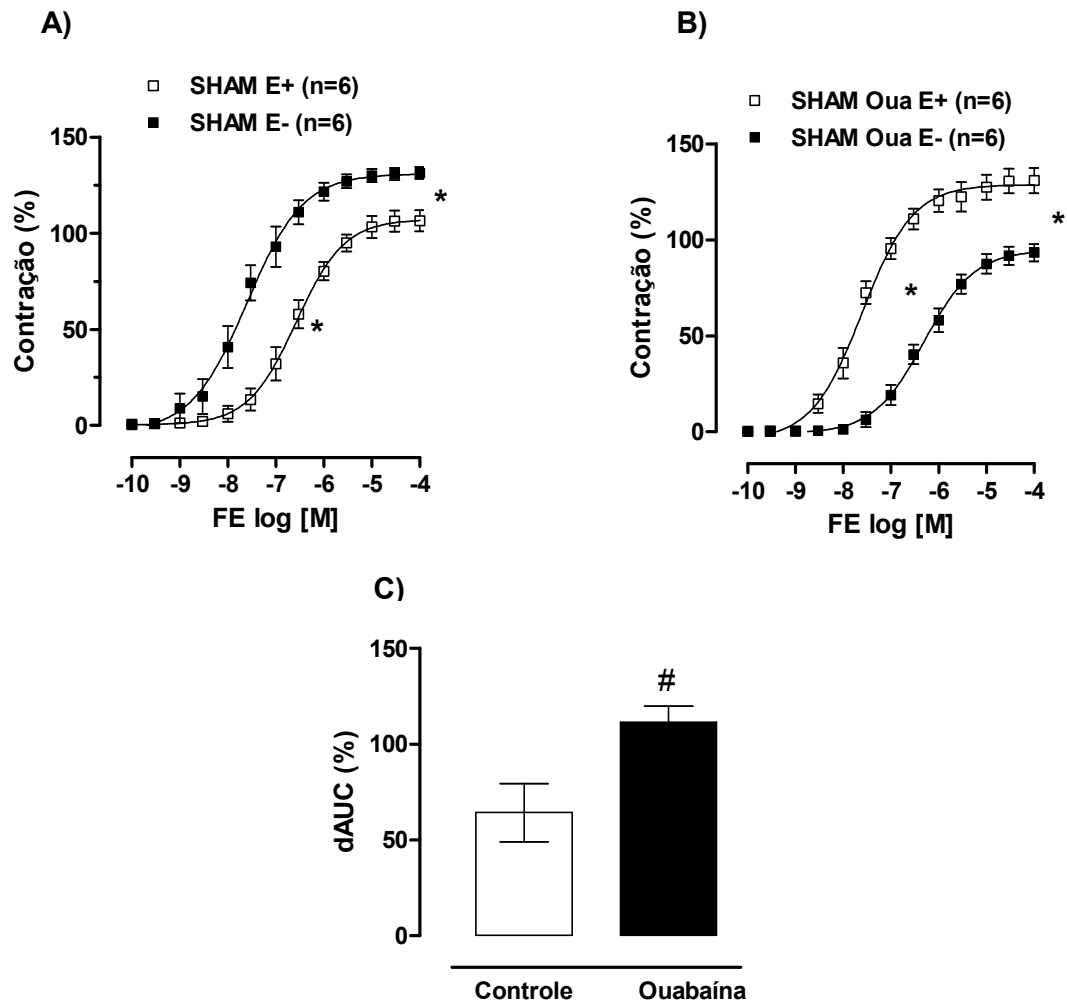 A)
SHAM E+ (n=6)
SHAM E- (n=6)
150
100
50
0
Contração (%)
*
*
-10 -9 -8 -7 -6 -5 -4
FE log [M]
B)
SHAM Oua E+ (n=6)
SHAM Oua E- (n=6)
150
100
50
0
Contração (%)
*
*
-10 -9 -8 -7 -6 -5 -4
FE log [M]
C)
150
100
50
0
dAUC (%)
#
Controle Ouabaína